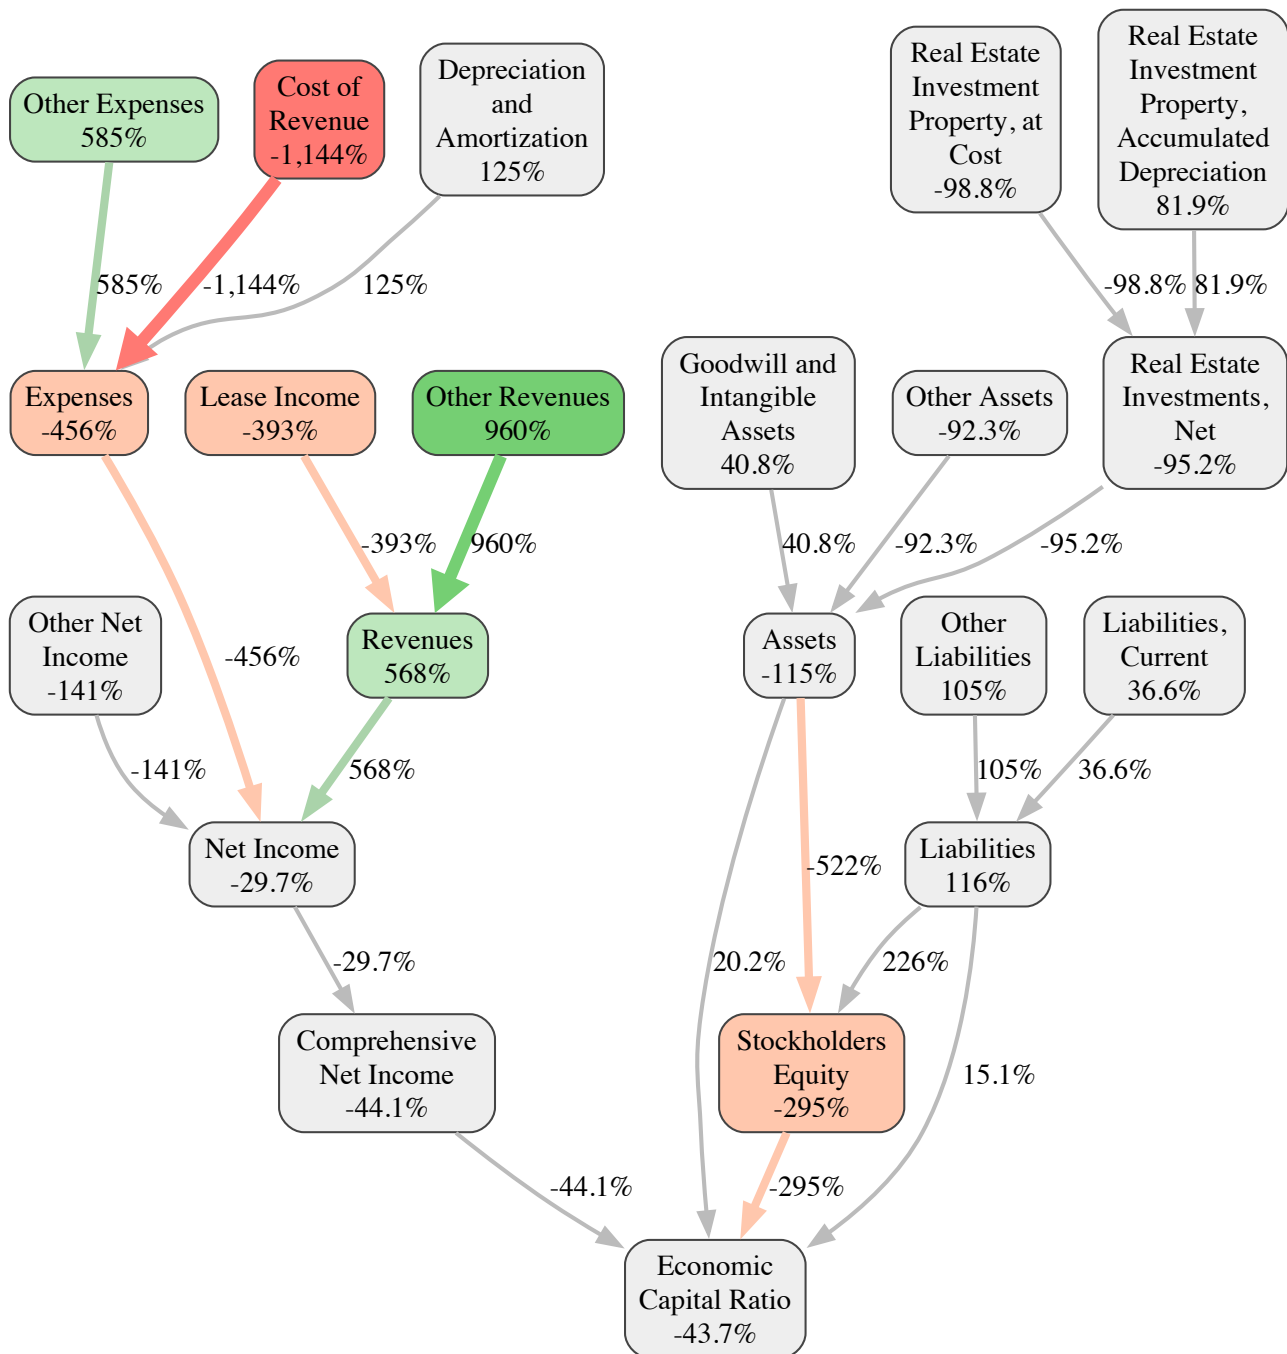 Other Expenses
585%
Cost of
Revenue
-1,144%
Depreciation
and
Amortization
125%
Real Estate
Investment
Property, at
Cost
-98.8%
Real Estate
Investment
Property,
Accumulated
Depreciation
81.9%
585%
-1,144%
125%
-98.8%
81.9%
Expenses
-456%
Lease Income
-393%
Other Revenues
960%
Goodwill and
Intangible
Assets
40.8%
Other Assets
-92.3%
Real Estate
Investments,
Net
-95.2%
-393%
960%
40.8%
-92.3%
-95.2%
Other Net
Income
-141%
-456%
Revenues
568%
Assets
-115%
Other
Liabilities
105%
Liabilities,
Current
36.6%
-141%
568%
105%
36.6%
Net Income
-29.7%
-522%
Liabilities
116%
-29.7%
20.2%
226%
Comprehensive
Net Income
-44.1%
Stockholders
Equity
-295%
15.1%
-44.1%
-295%
Economic
Capital Ratio
-43.7%